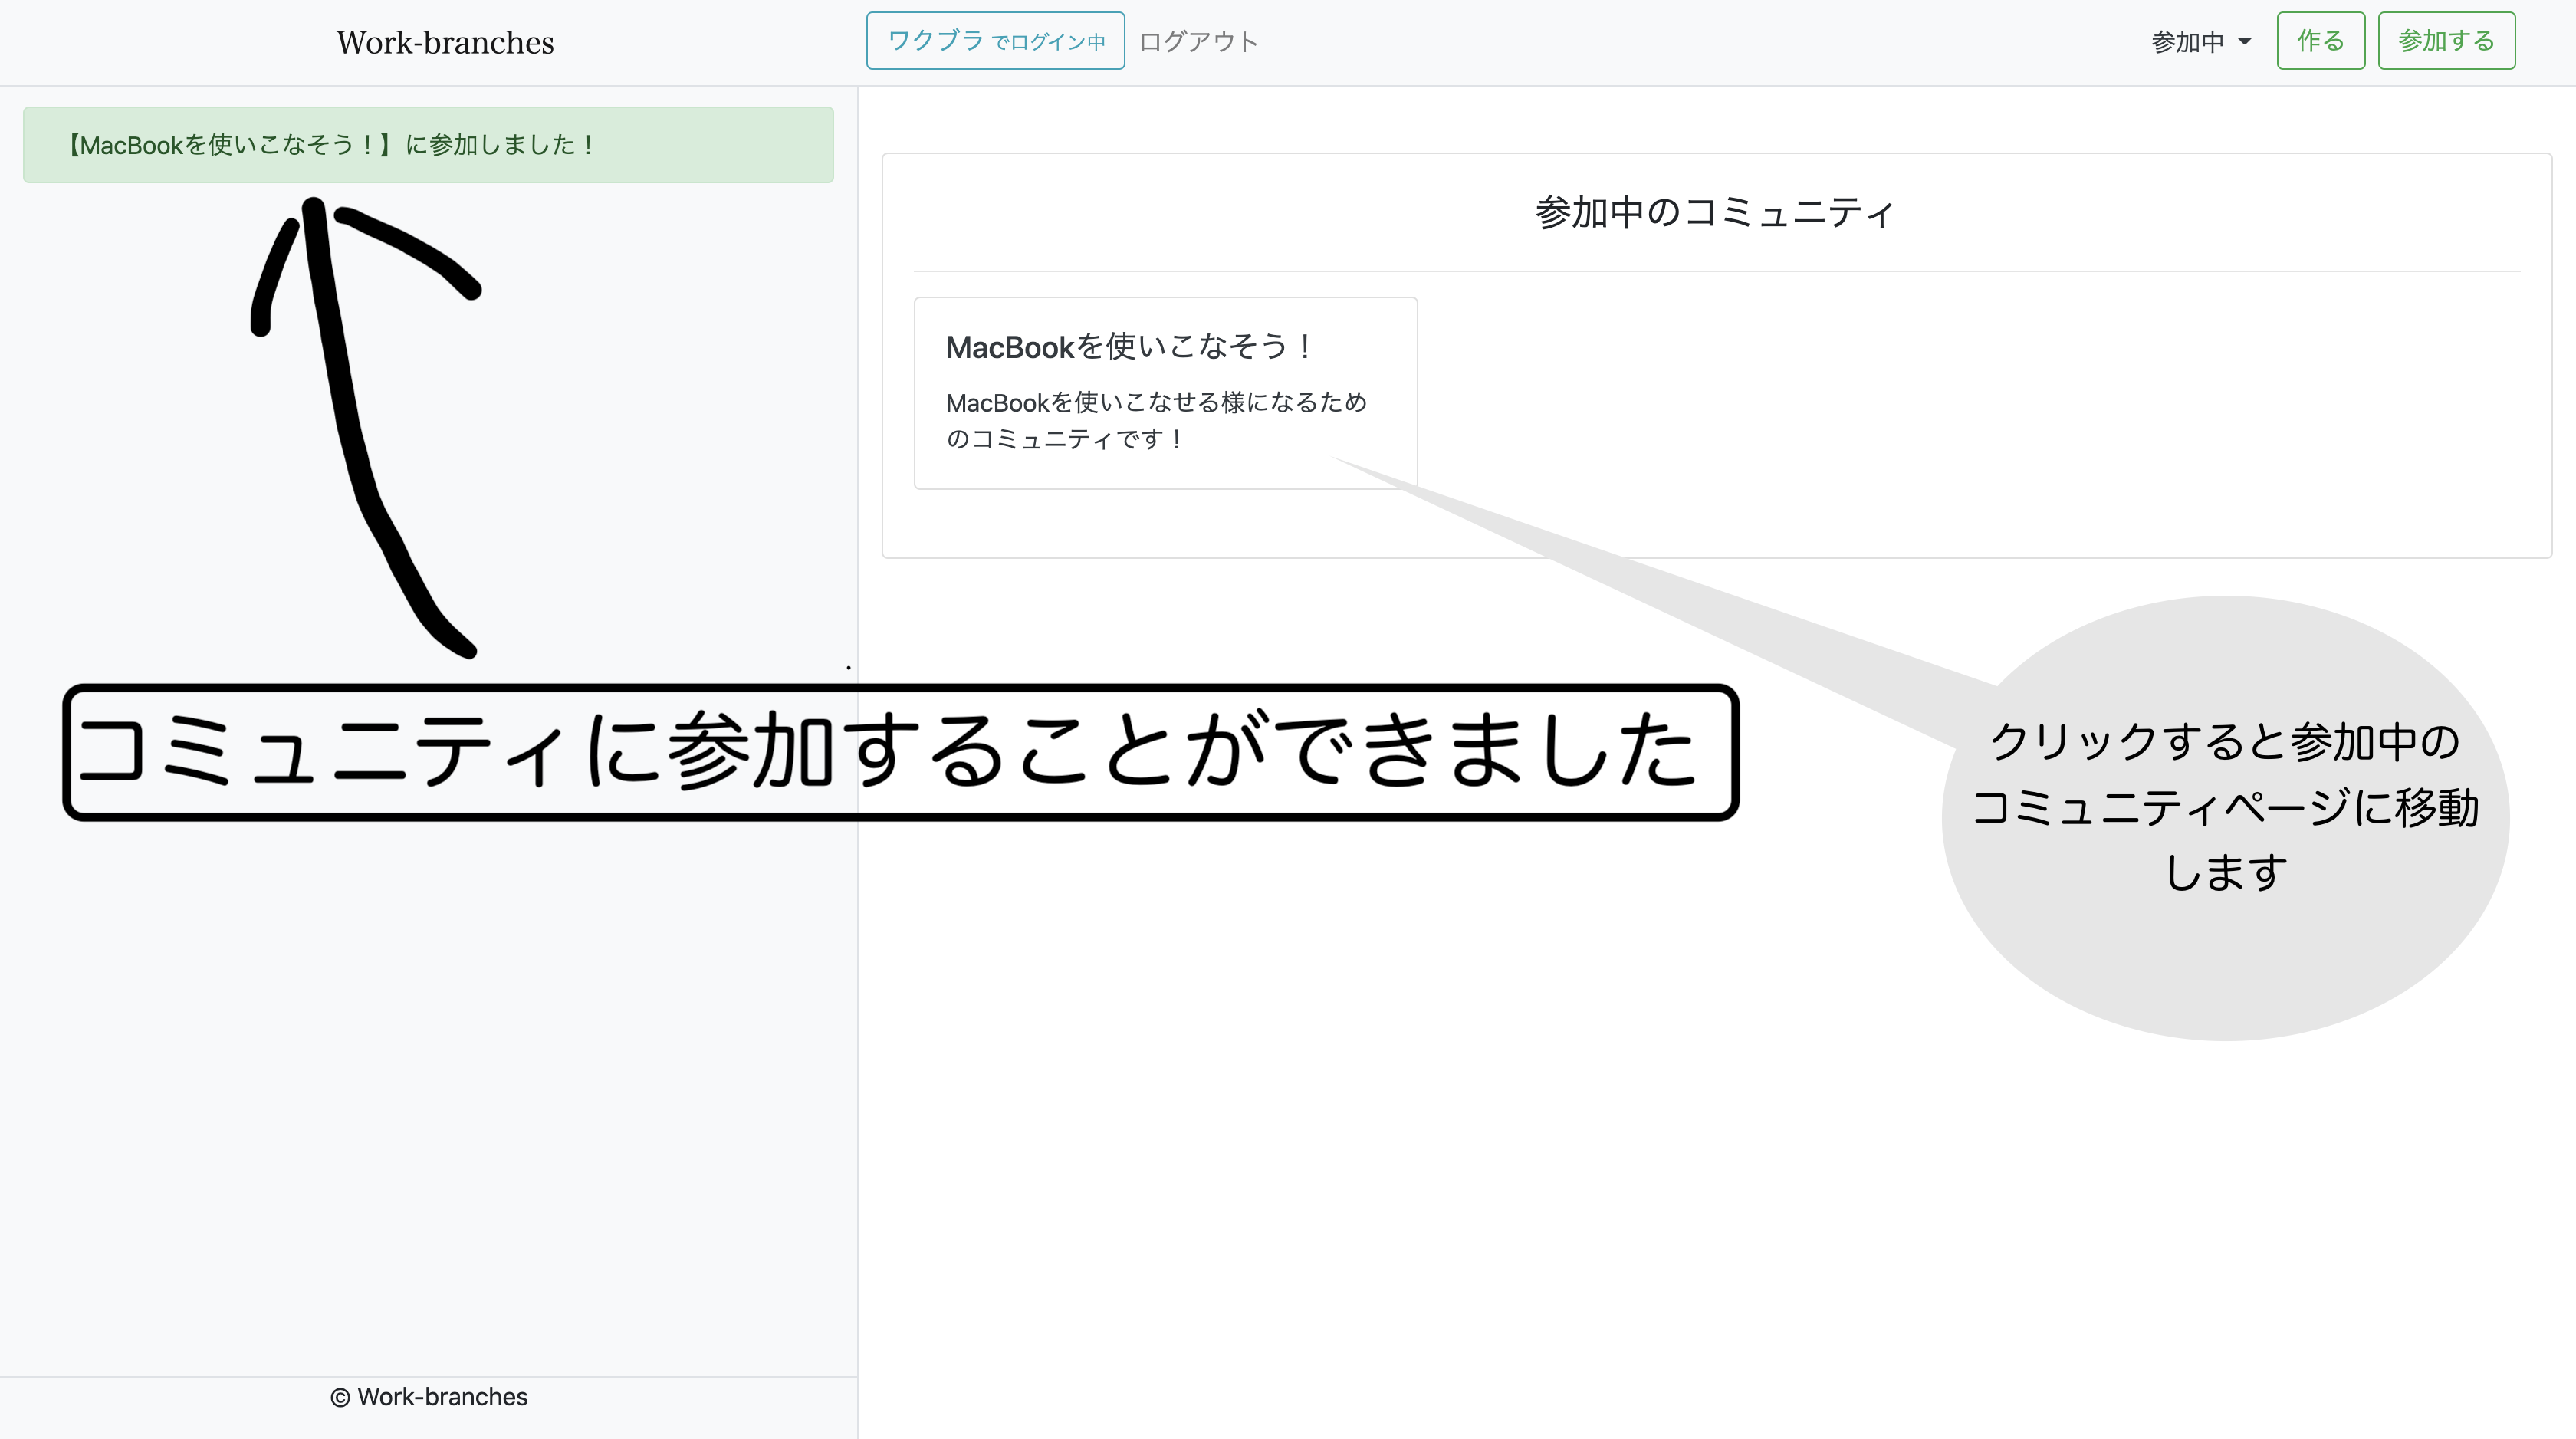 Work-branches
ワクブラ でログイン中 ログアウト
参加中 作る 参加する
【MacBookを使いこなそう！】に参加しました！
参加中のコミュニティ
MacBookを使いこなそう！
MacBookを使いこなせる様になるため
のコミュニティです！
コミュニティに参加することができました
クリックすると参加中の
コミュニティページに移動
します
© Work-branches